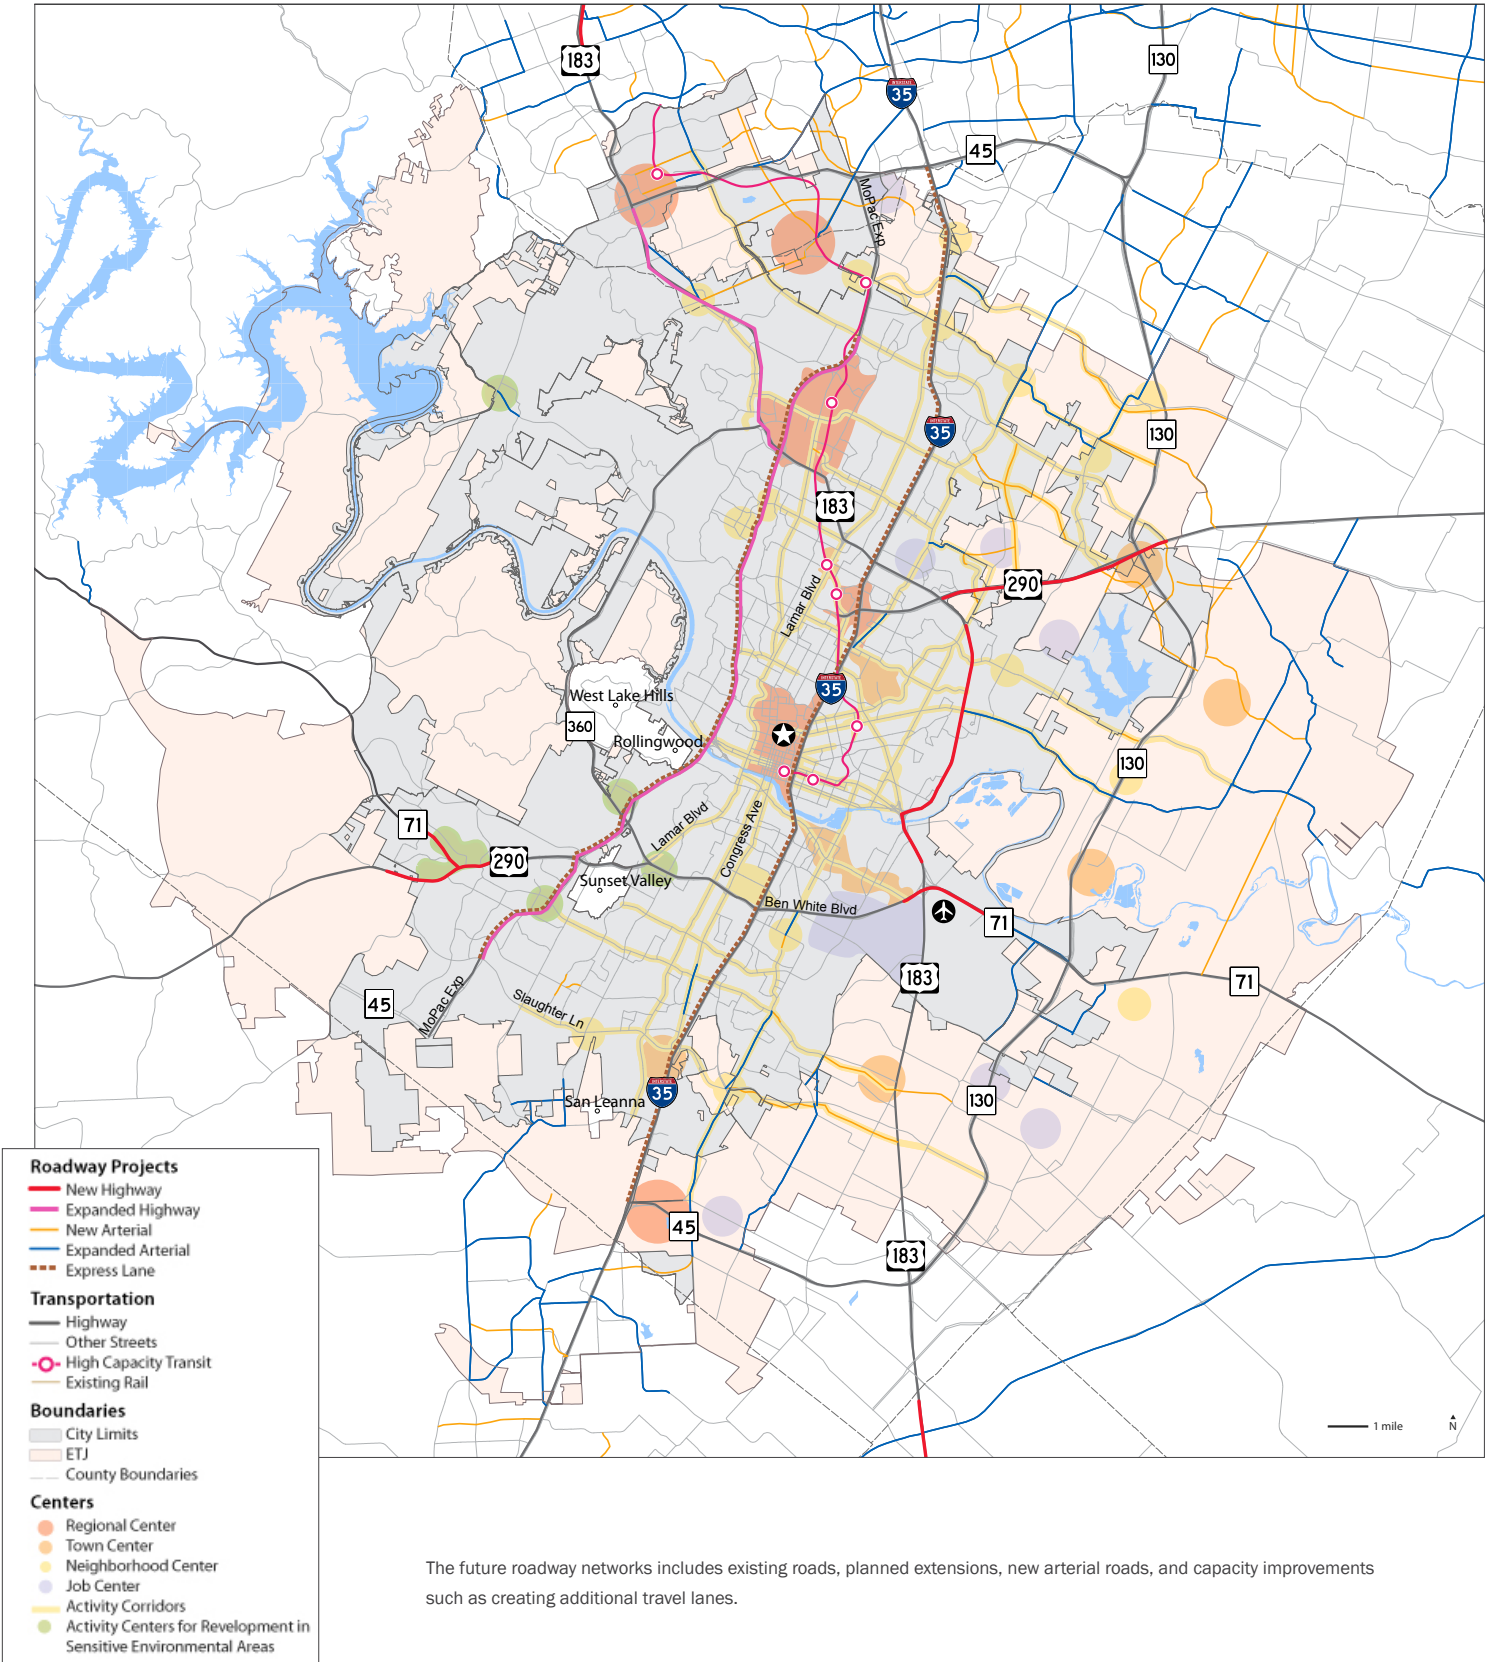 183
INTERSTATE
35
130
45
MoPac Exp
INTERSTATE
35
130
183
290
Lamar Blvd
INTERSTATE
35
West Lake Hills
360
Rollingwood
130
71
290
Lamar Blvd
Congress Ave
Sunset Valley
Ben White Blvd
71
183
71
45
MoPac Exp
Slaughter Ln
INTERSTATE
35
San Leanna
130
45
183
Roadway Projects
New Highway
Expanded Highway
New Arterial
Expanded Arterial
Express Lane
Transportation
Highway
Other Streets
High Capacity Transit
Existing Rail
Boundaries
City Limits
ETJ
County Boundaries
Centers
Regional Center
Town Center
Neighborhood Center
Job Center
Activity Corridors
Activity Centers for Revelopment in
Sensitive Environmental Areas
1 mile
N
The future roadway networks includes existing roads, planned extensions, new arterial roads, and capacity improvements
such as creating additional travel lanes.